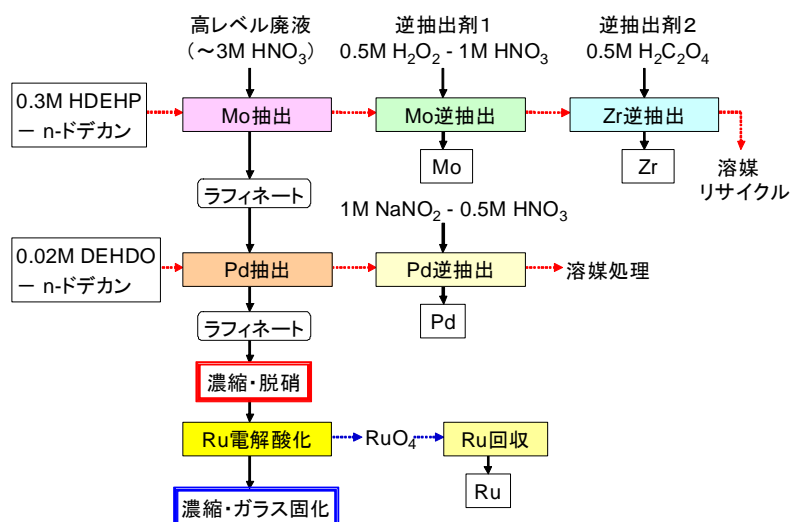 高レベル廃液
(~3M HNO3)
逆抽出剤1
0.5M H2O2 - 1M HNO3
逆抽出剤2
0.5M H2C2O4
0.3M HDEHP
- n-ドデカン
Mo抽出
Mo逆抽出
Zr逆抽出
Mo
Zr
溶媒
リサイクル
ラフィネート
1M NaNO2 - 0.5M HNO3
0.02M DEHDO
- n-ドデカン
Pd抽出
Pd逆抽出
溶媒処理
Pd
ラフィネート
濃縮・脱硝
Ru電解酸化
RuO4
Ru回収
Ru
濃縮・ガラス固化